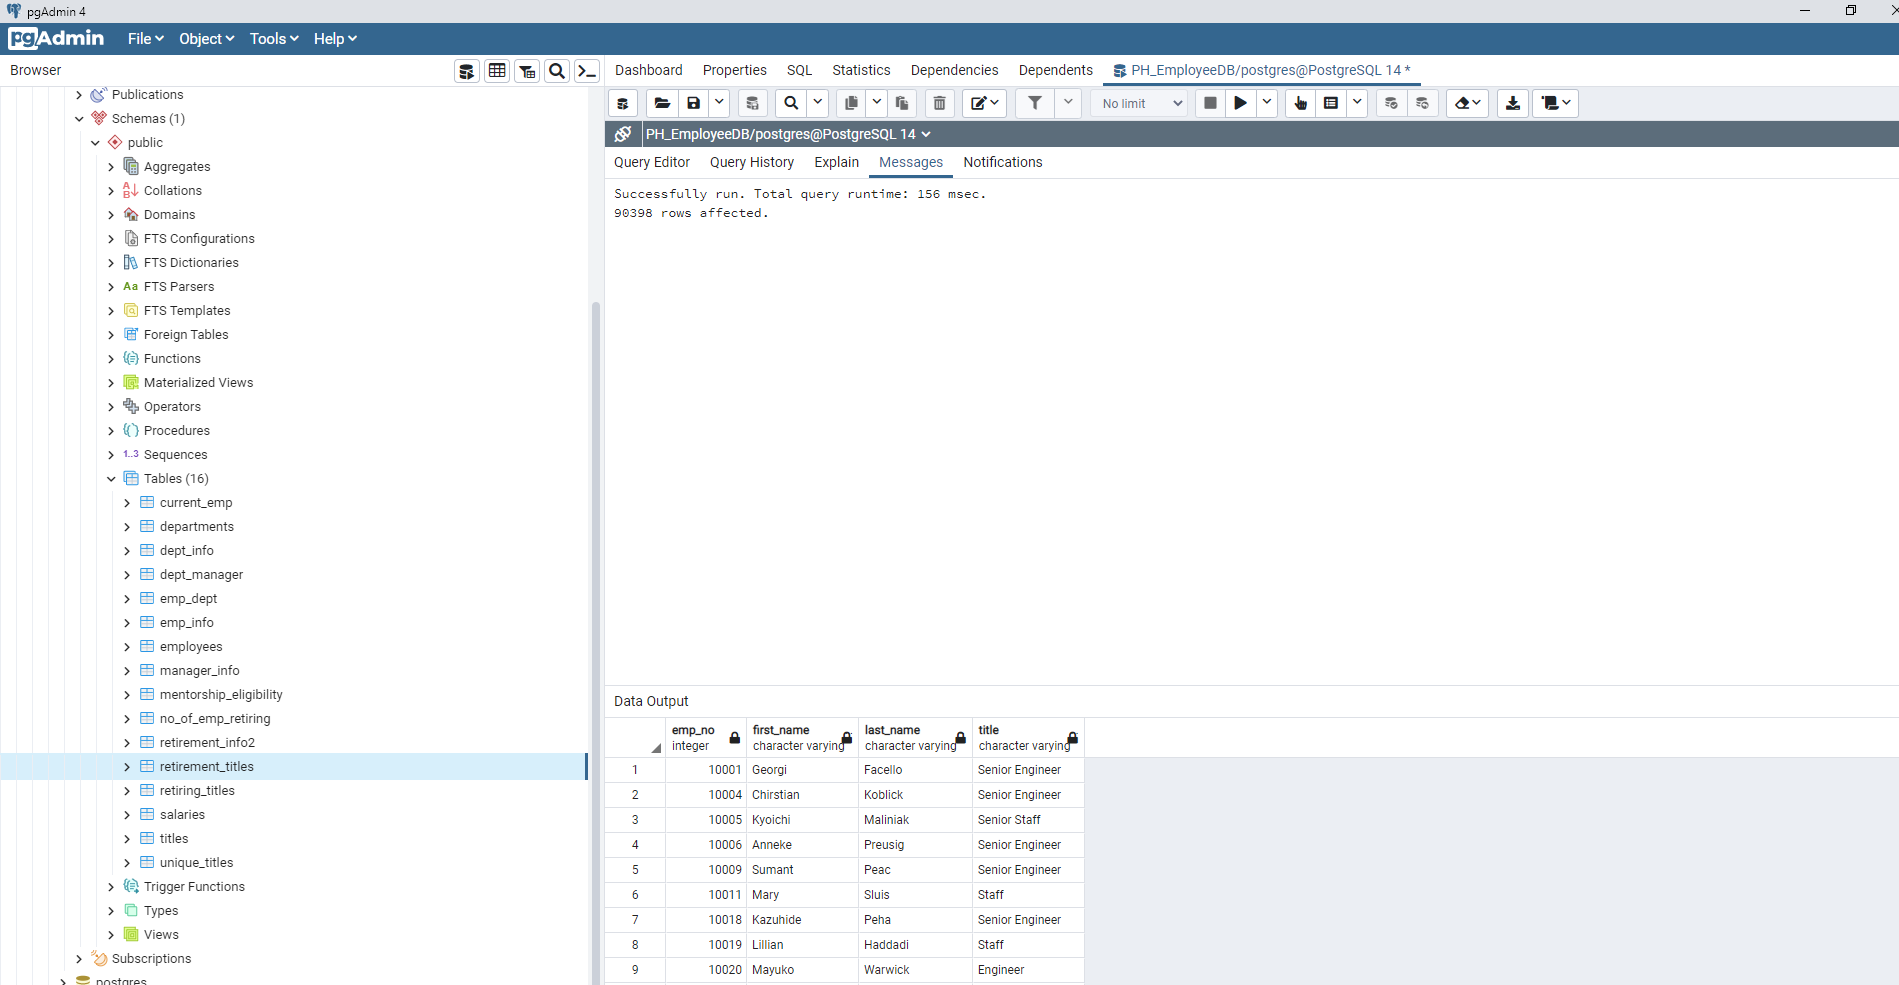 pgAdmin 4
pgAdmin File Object Tools Help
Browser
Dashboard Properties SQL Statistics Dependencies Dependents PH_EmployeeDB/postgres@PostgreSQL 14 *
No limit
PH_EmployeeDB/postgres@PostgreSQL 14
Query Editor Query History Explain Messages Notifications
Successfully run. Total query runtime: 156 msec.
90398 rows affected.
Publications
Schemas (1)
public
Aggregates
Collations
Domains
FTS Configurations
FTS Dictionaries
Aa FTS Parsers
FTS Templates
Foreign Tables
Functions
Materialized Views
Operators
Procedures
1..3 Sequences
Tables (16)
current_emp
departments
dept_info
dept_manager
emp_dept
emp_info
employees
manager_info
mentorship_eligibility
no_of_emp_retiring
retirement_info2
retirement_titles
retiring_titles
salaries
titles
unique_titles
Trigger Functions
Types
Views
Subscriptions
postgres
Data Output
emp_no first_name last_name title
integer character varying character varying character varying
1 10001 Georgi Facello Senior Engineer
2 10004 Chirstian Koblick Senior Engineer
3 10005 Kyoichi Maliniak Senior Staff
4 10006 Anneke Preusig Senior Engineer
5 10009 Sumant Peac Senior Engineer
6 10011 Mary Sluis Staff
7 10018 Kazuhide Peha Senior Engineer
8 10019 Lillian Haddadi Staff
9 10020 Mayuko Warwick Engineer